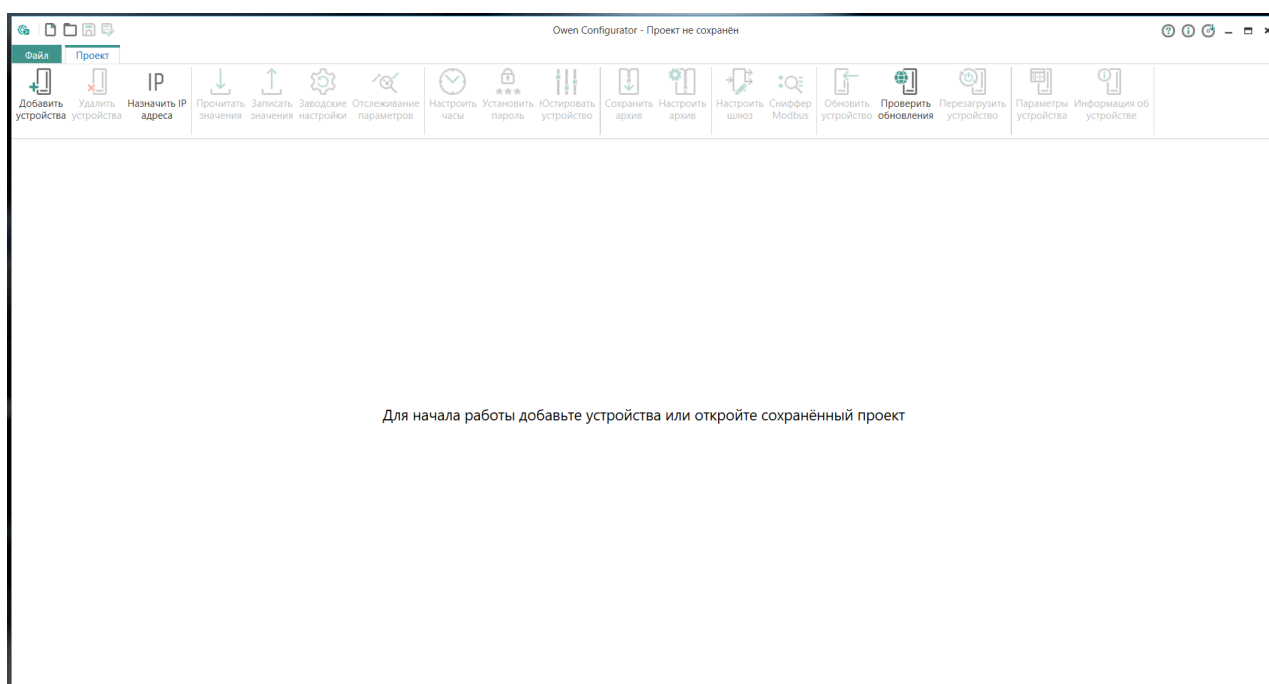 Owen Configurator - Проект не сохранён
Файл Проект
Добавить устройства
Удалить устройства
Назначить IP адреса
Прочитать значения
Записать значения
Заводские настройки
Отслеживание параметров
Настроить часы
Установить пароль
Юстировать устройство
Сохранить архив
Настроить архив
Настроить шлюз
Сниффер Modbus
Обновить устройство
Проверить обновления
Перезагрузить устройство
Параметры устройства
Информация об устройстве
Для начала работы добавьте устройства или откройте сохранённый проект